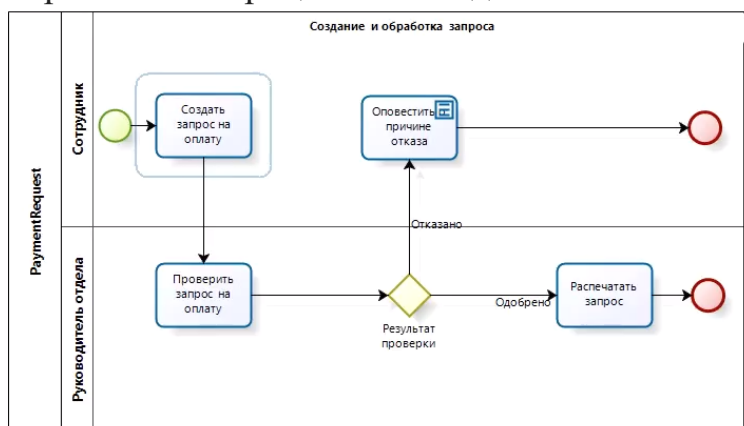 Создание и обработка запроса
PaymentRequest
Сотрудник
Создать
запрос на
оплату
Оповестить
причине
отказа
Отказано
Руководитель отдела
Проверить
запрос на
оплату
Результат
проверки
Одобрено
Распечатать
запрос